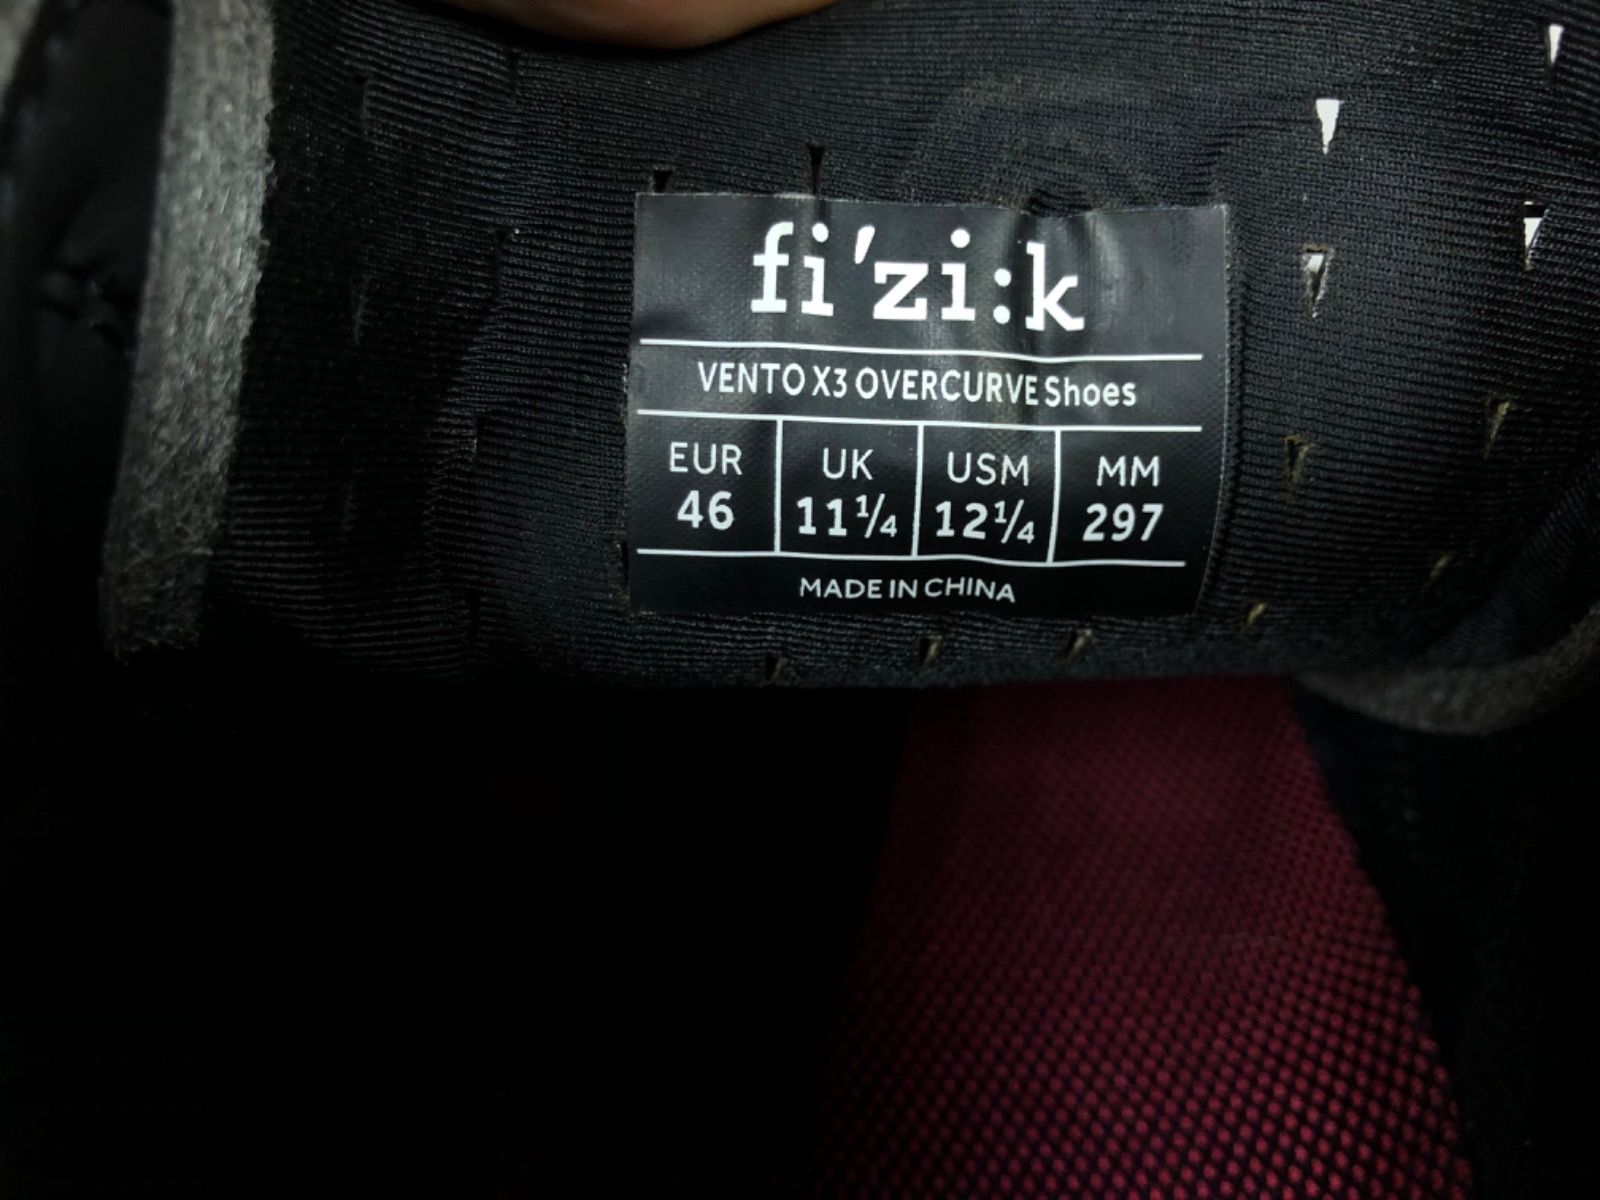 fi'zi:k
VENTO X3 OVERCURVE Shoes
EUR UK USM MM
46 11¼ 12¼ 297
MADE IN CHINA